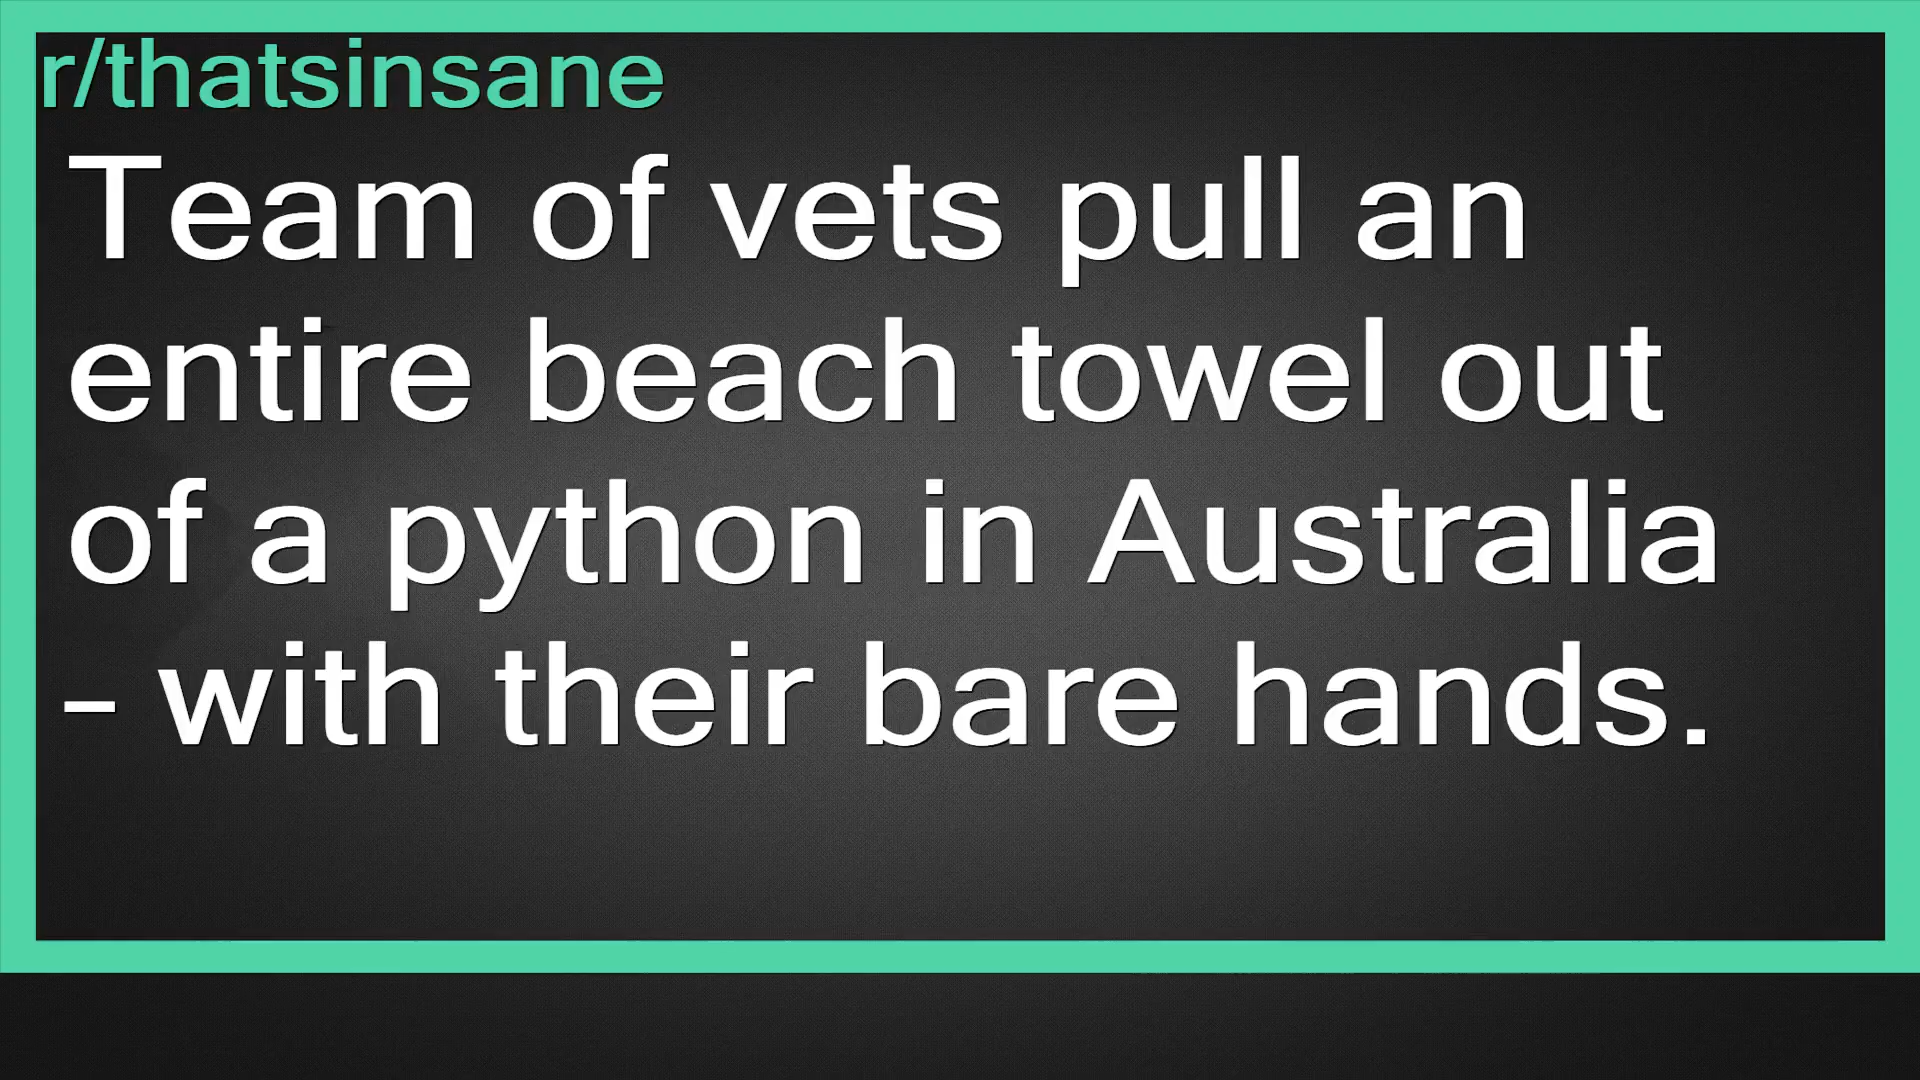 r/thatsinsane
Team of vets pull an
entire beach towel out
of a python in Australia
- with their bare hands.